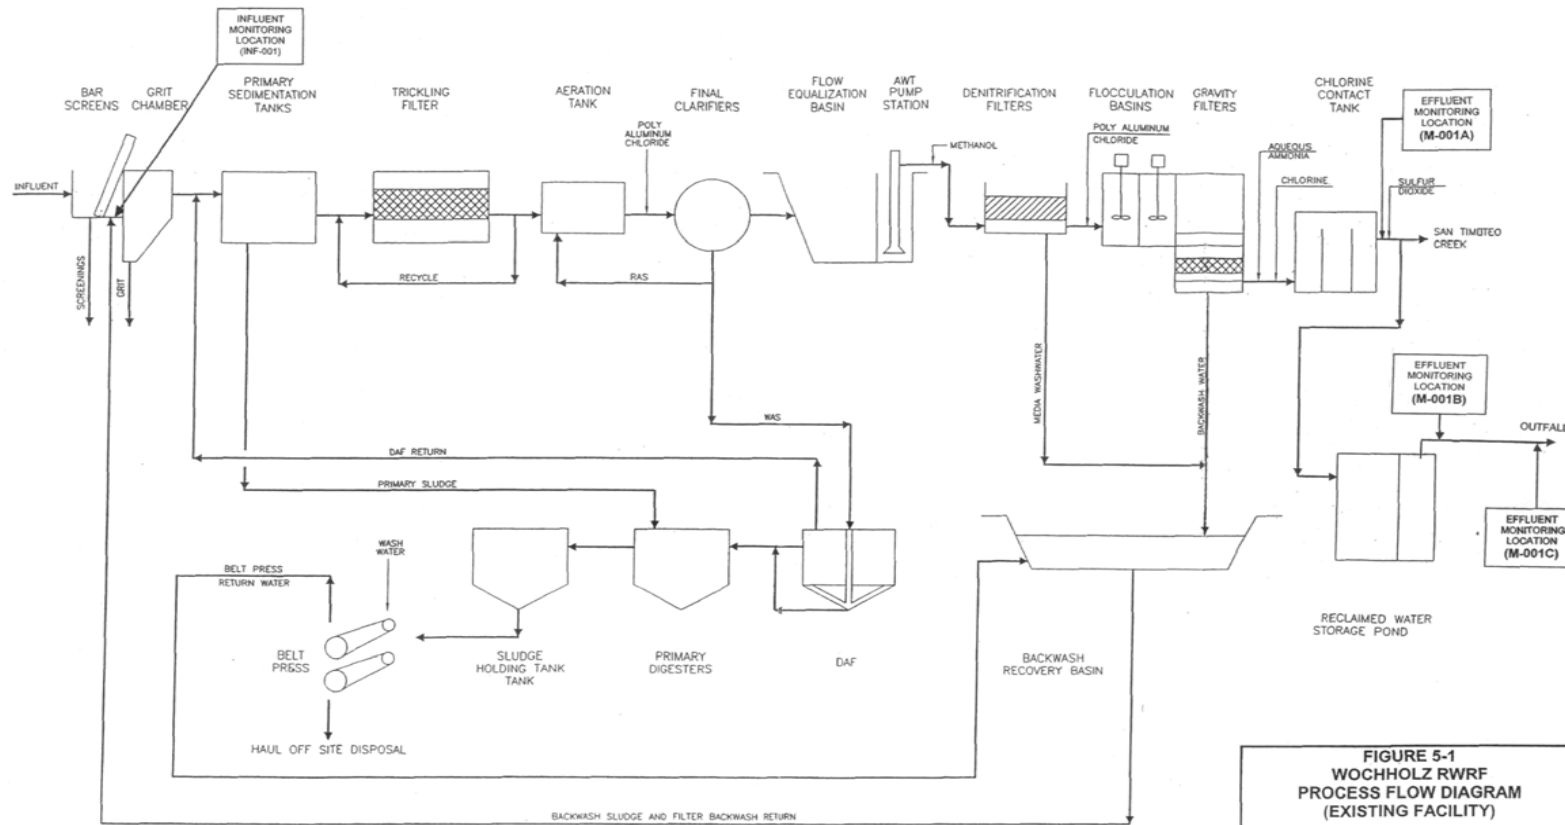 INFLUENT
MONITORING
LOCATION
(INF-001)
BAR
SCREENS
GRIT
CHAMBER
PRIMARY
SEDIMENTATION
TANKS
TRICKLING
FILTER
AERATION
TANK
FINAL
CLARIFIERS
FLOW
EQUALIZATION
BASIN
AWT
PUMP
STATION
DENITRIFICATION
FILTERS
FLOCCULATION
BASINS
GRAVITY
FILTERS
CHLORINE
CONTACT
TANK
EFFLUENT
MONITORING
LOCATION
(M-001A)
POLY
ALUMINUM
CHLORIDE
METHANOL
POLY ALUMINUM
CHLORIDE
AQUEOUS
AMMONIA
CHLORINE
SULFUR
DIOXIDE
INFLUENT
SAN TIMOTEO
CREEK
SCREENINGS
GRIT
RECYCLE
RAS
MEDIA WASHWATER
BACKWASH WATER
EFFLUENT
MONITORING
LOCATION
(M-001B)
WAS
OUTFALL
DAF RETURN
PRIMARY SLUDGE
EFFLUENT
MONITORING
LOCATION
(M-001C)
WASH
WATER
BELT PRESS
RETURN WATER
BELT
PRESS
SLUDGE
HOLDING TANK
TANK
PRIMARY
DIGESTERS
DAF
BACKWASH
RECOVERY BASIN
RECLAIMED WATER
STORAGE POND
HAUL OFF SITE DISPOSAL
BACKWASH SLUDGE AND FILTER BACKWASH RETURN
FIGURE 5-1
WOCHHOLZ RWRF
PROCESS FLOW DIAGRAM
(EXISTING FACILITY)